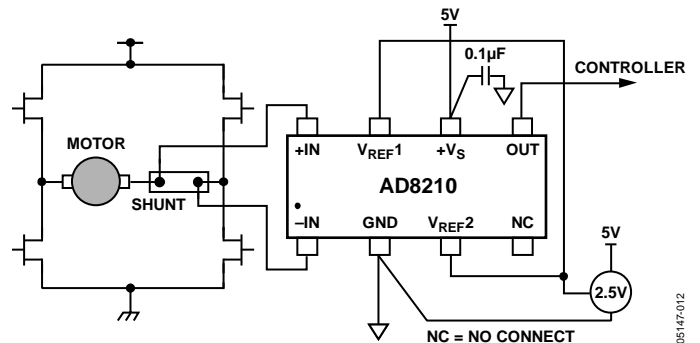 5V
0.1µF
CONTROLLER
MOTOR
SHUNT
+IN
VREF1
+VS
OUT
AD8210
–IN
GND
VREF2
NC
5V
2.5V
NC = NO CONNECT
05147-012